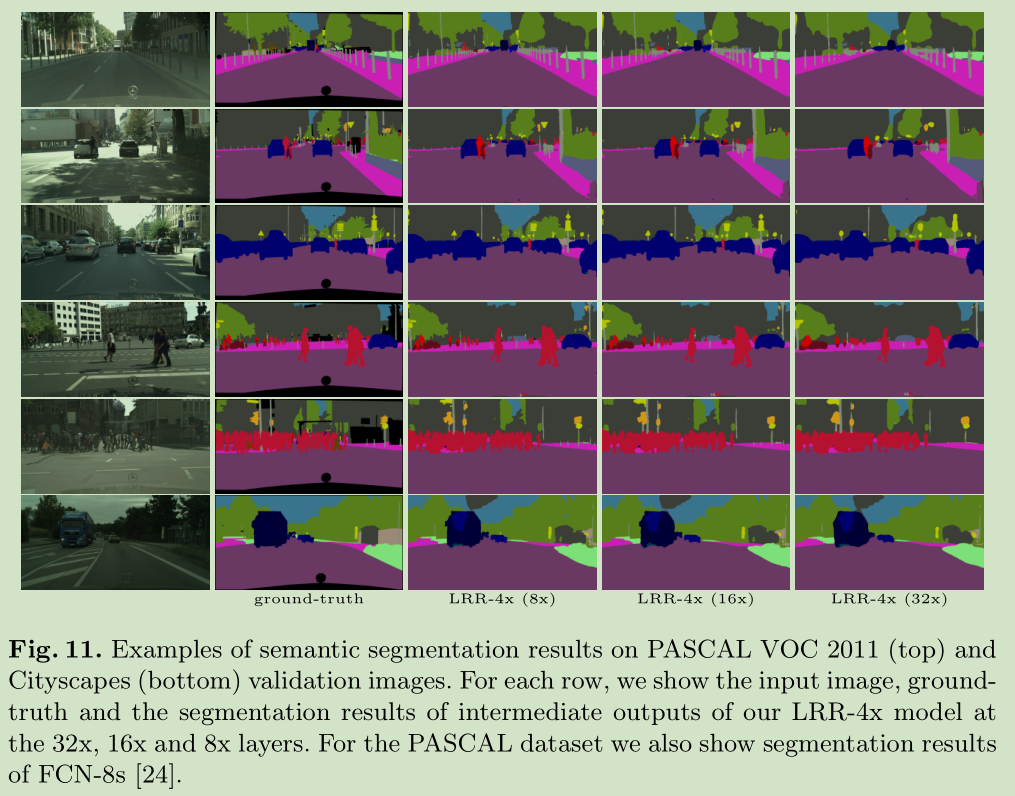 ground-truth LRR-4x (8x) LRR-4x (16x) LRR-4x (32x)
Fig. 11. Examples of semantic segmentation results on PASCAL VOC 2011 (top) and
Cityscapes (bottom) validation images. For each row, we show the input image, ground-
truth and the segmentation results of intermediate outputs of our LRR-4x model at
the 32x, 16x and 8x layers. For the PASCAL dataset we also show segmentation results
of FCN-8s [24].